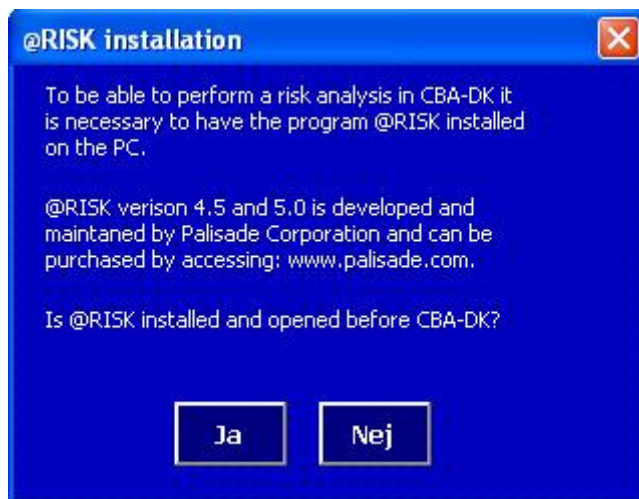 @RISK installation
To be able to perform a risk analysis in CBA-DK it
is necessary to have the program @RISK installed
on the PC.
@RISK verison 4.5 and 5.0 is developed and
maintaned by Palisade Corporation and can be
purchased by accessing: www.palisade.com.
Is @RISK installed and opened before CBA-DK?
Ja Nej